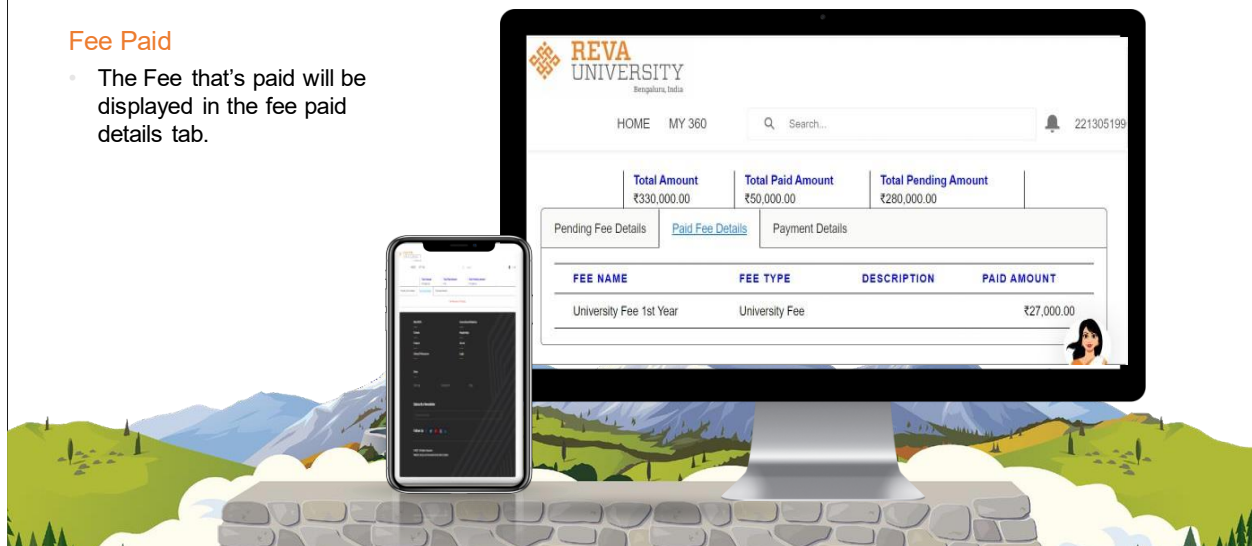 Fee Paid
The Fee that's paid will be
displayed in the fee paid
details tab.
REVA
UNIVERSITY
Bengaluru, India
HOME MY 360 Search... 221305199
Total Amount Total Paid Amount Total Pending Amount
₹330,000.00 ₹50,000.00 ₹280,000.00
Pending Fee Details Paid Fee Details Payment Details
FEE NAME FEE TYPE DESCRIPTION PAID AMOUNT
University Fee 1st Year University Fee ₹27,000.00